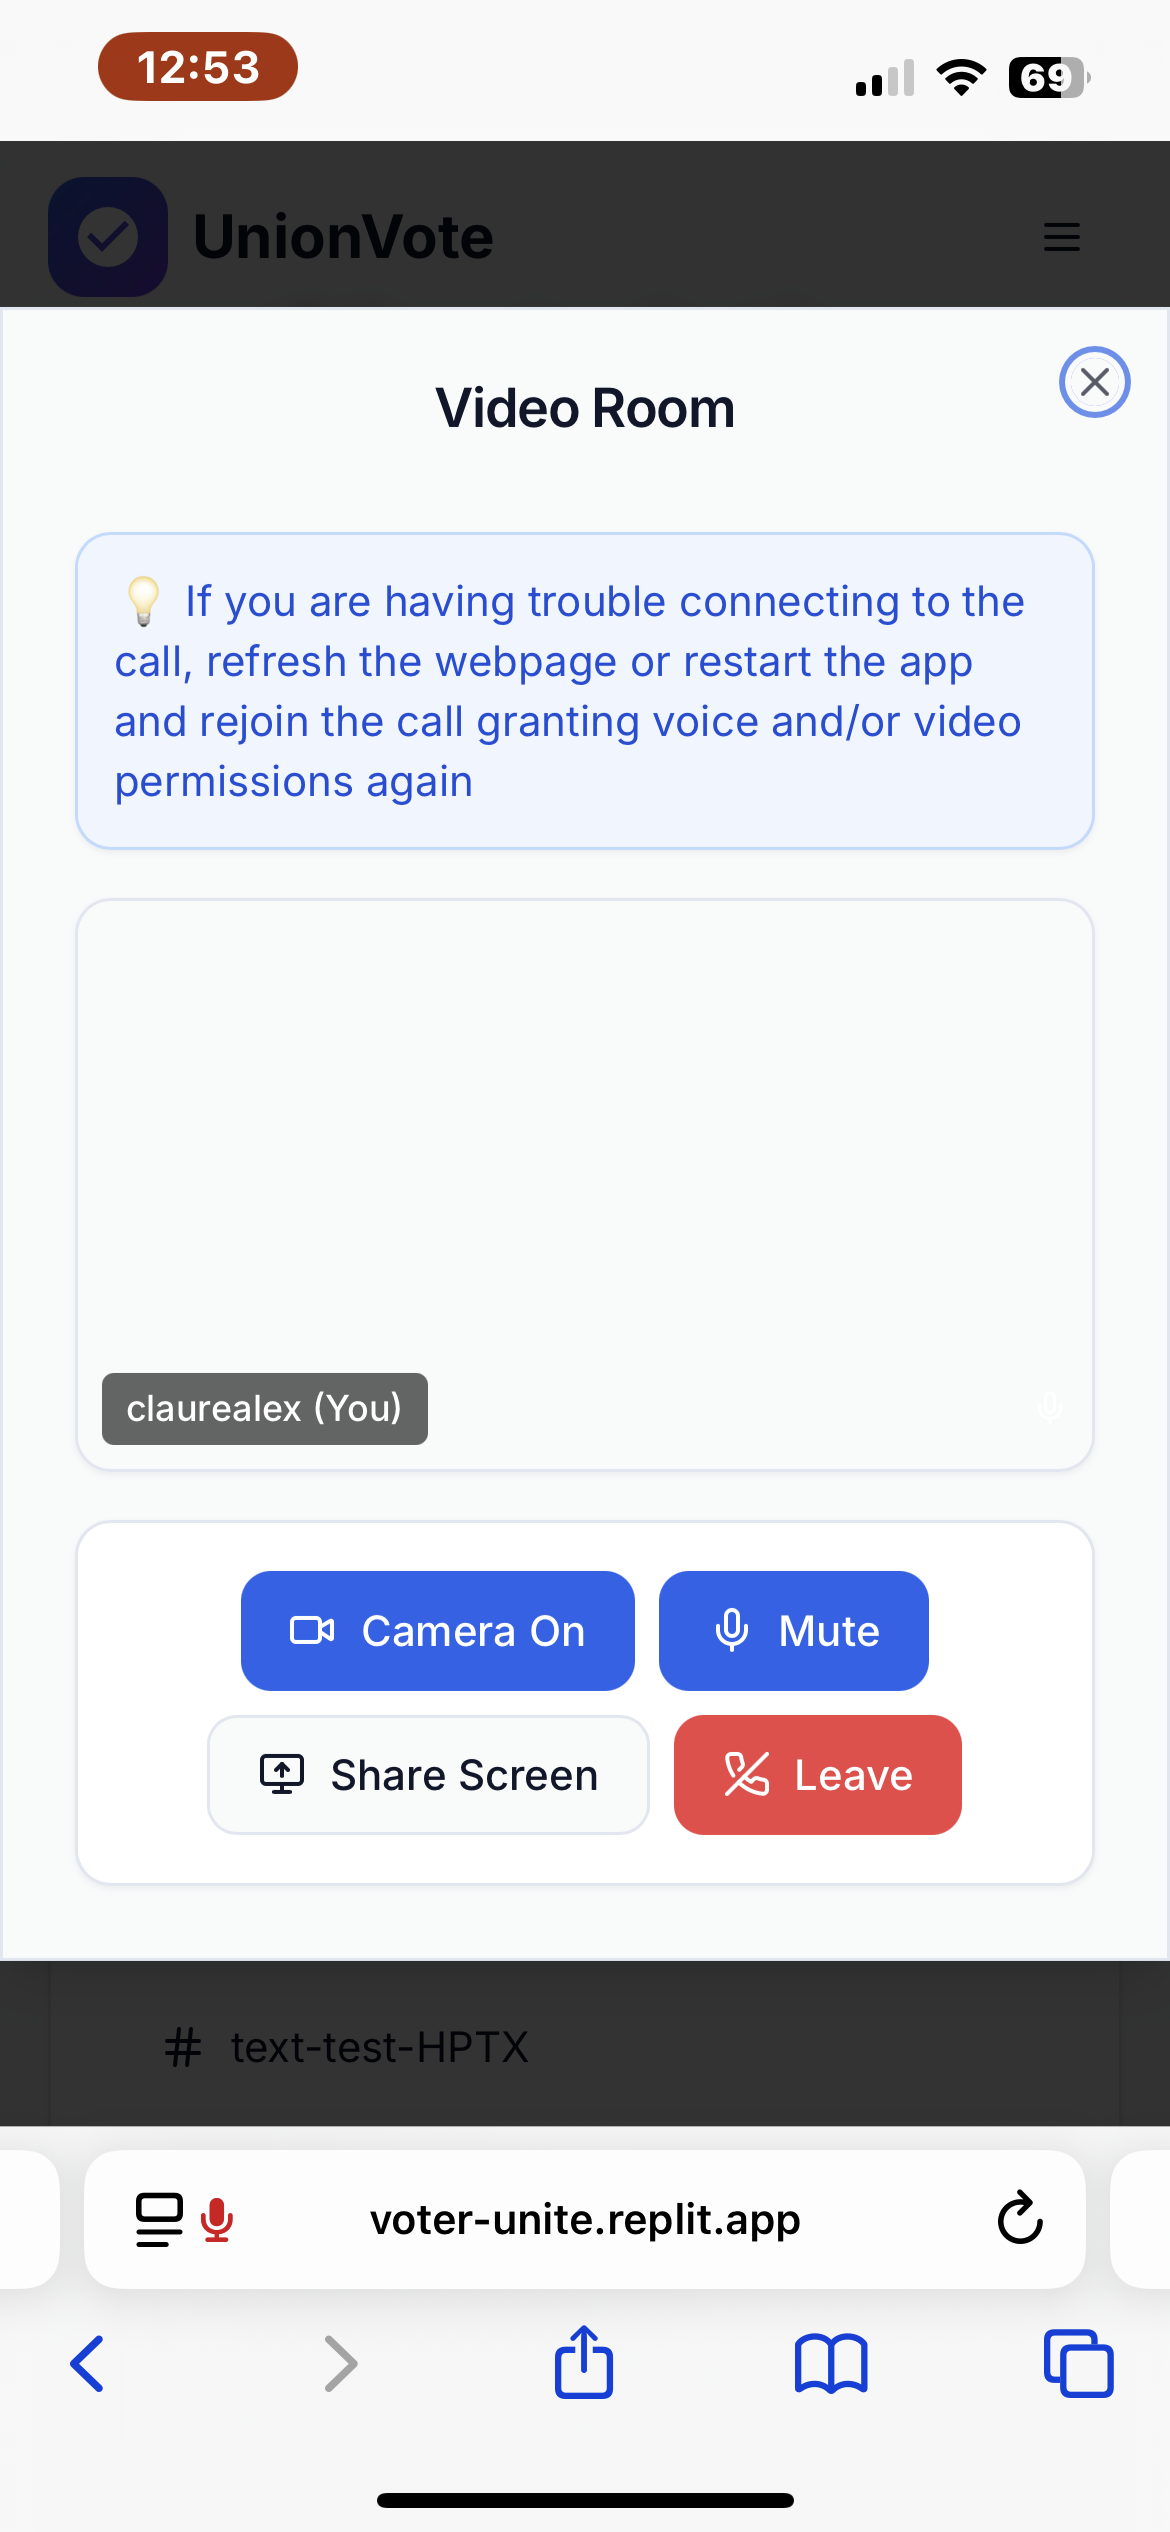 12:53
69
UnionVote
Video Room
💡 If you are having trouble connecting to the
call, refresh the webpage or restart the app
and rejoin the call granting voice and/or video
permissions again
claurealex (You)
Camera On
Mute
Share Screen
Leave
# text-test-HPTX
voter-unite.replit.app